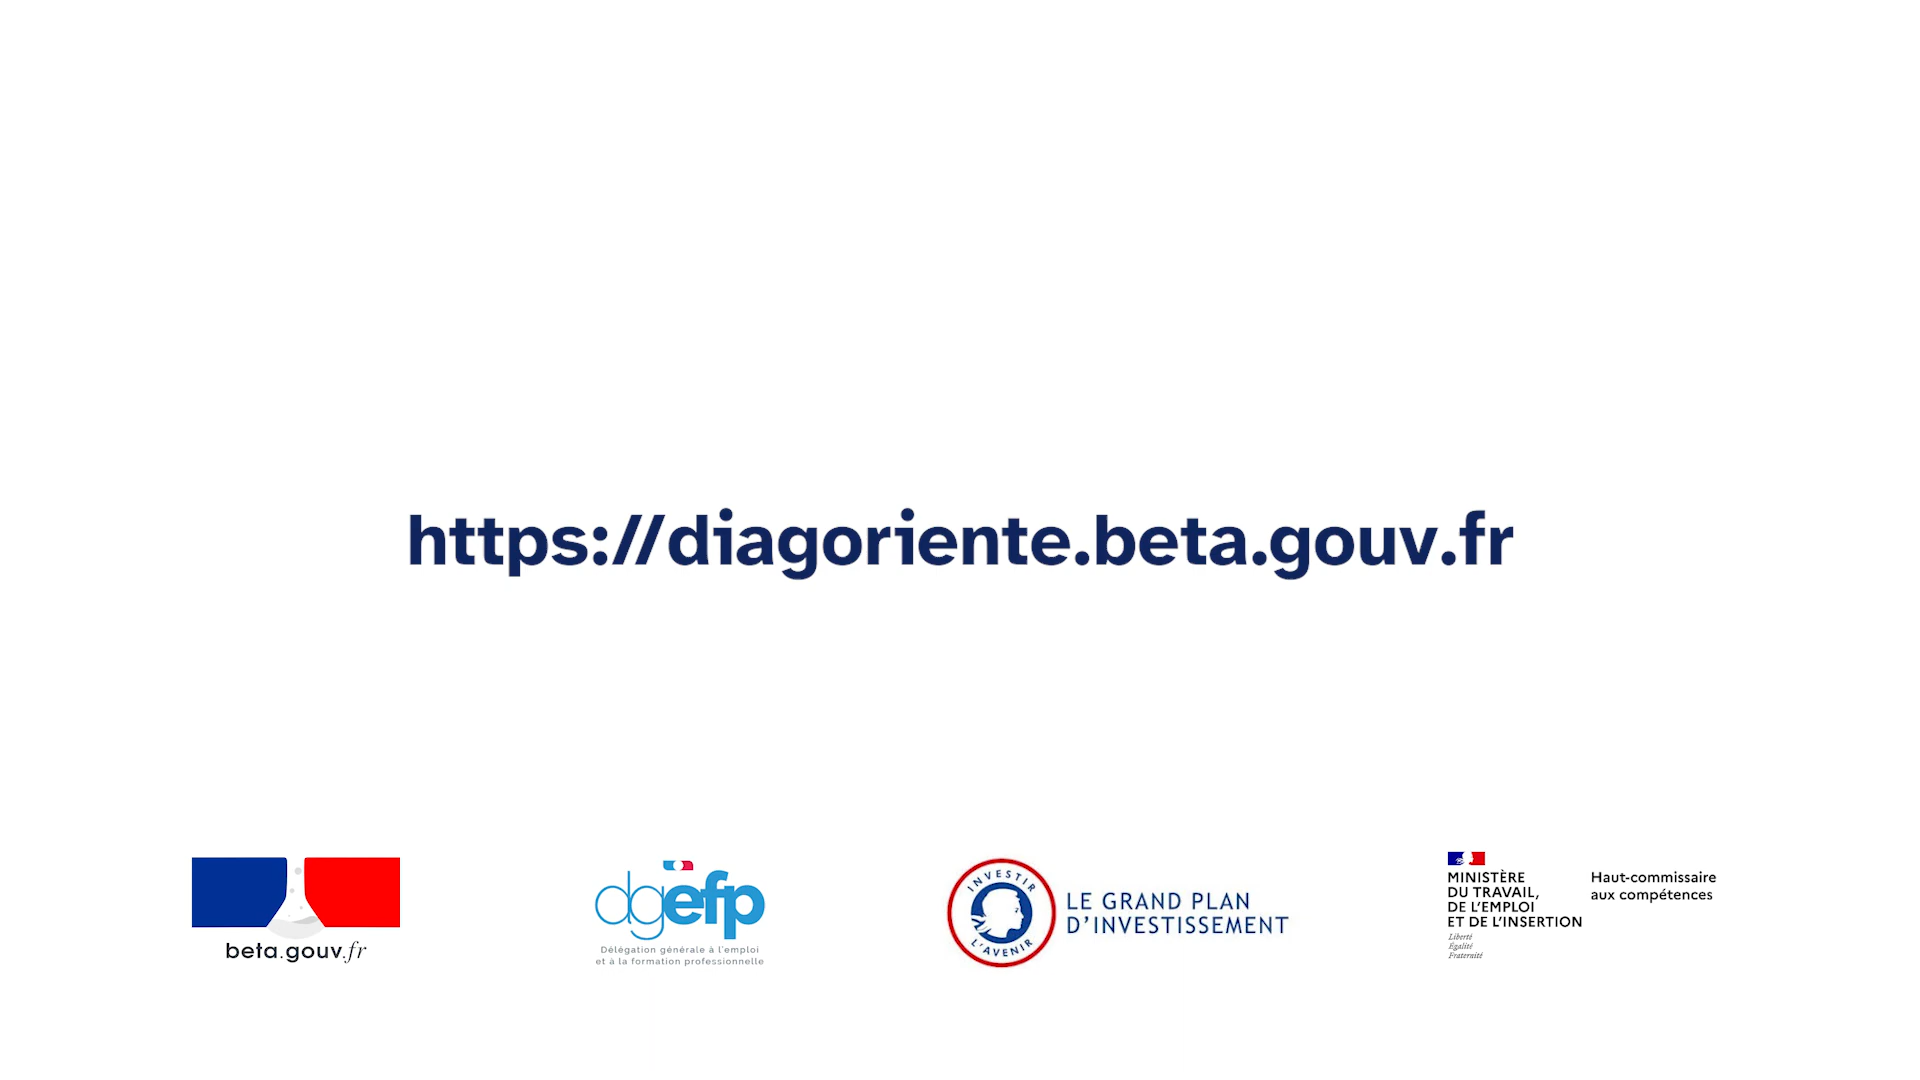 https://diagoriente.beta.gouv.fr
beta.gouv.fr
dgefp
Délégation générale à l'emploi
et à la formation professionnelle
INVESTIR
L'AVENIR
LE GRAND PLAN
D'INVESTISSEMENT
MINISTÈRE
DU TRAVAIL,
DE L'EMPLOI
ET DE L'INSERTION
Liberté
Égalité
Fraternité
Haut-commissaire
aux compétences